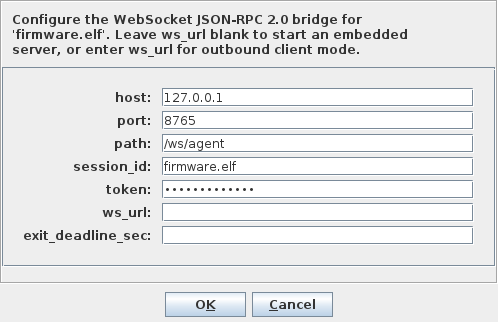 Configure the WebSocket JSON-RPC 2.0 bridge for
'firmware.elf'. Leave ws_url blank to start an embedded
server, or enter ws_url for outbound client mode.
host: 127.0.0.1
port: 8765
path: /ws/agent
session_id: firmware.elf
token: •••••••••••••
ws_url:
exit_deadline_sec:
OK Cancel